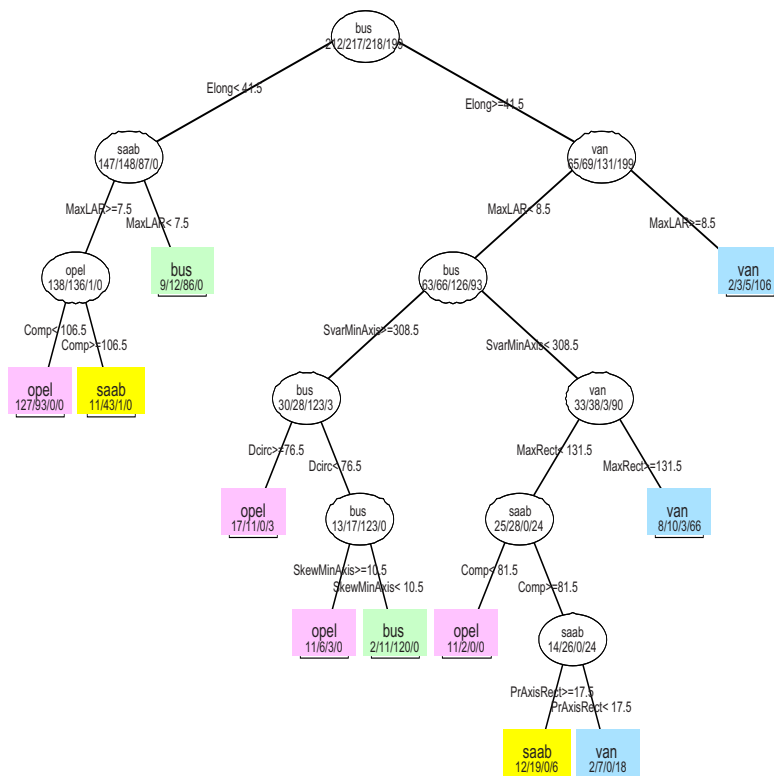 bus
212/217/218/199
Elong< 41.5
Elong>=41.5
saab
147/148/87/0
van
65/69/131/199
MaxLAR>=7.5
MaxLAR< 7.5
MaxLAR< 8.5
MaxLAR>=8.5
opel
138/136/1/0
bus
9/12/86/0
bus
63/66/126/93
van
2/3/5/106
Comp< 106.5
Comp>=106.5
SvarMinAxis>=308.5
SvarMinAxis< 308.5
opel
127/93/0/0
saab
11/43/1/0
bus
30/28/123/3
van
33/38/3/90
Dcirc>=76.5
Dcirc< 76.5
MaxRect< 131.5
MaxRect>=131.5
opel
17/11/0/3
bus
13/17/123/0
saab
25/28/0/24
van
8/10/3/66
SkewMinAxis>=10.5
SkewMinAxis< 10.5
Comp< 81.5
Comp>=81.5
opel
11/6/3/0
bus
2/11/120/0
opel
11/2/0/0
saab
14/26/0/24
PrAxisRect>=17.5
PrAxisRect< 17.5
saab
12/19/0/6
van
2/7/0/18